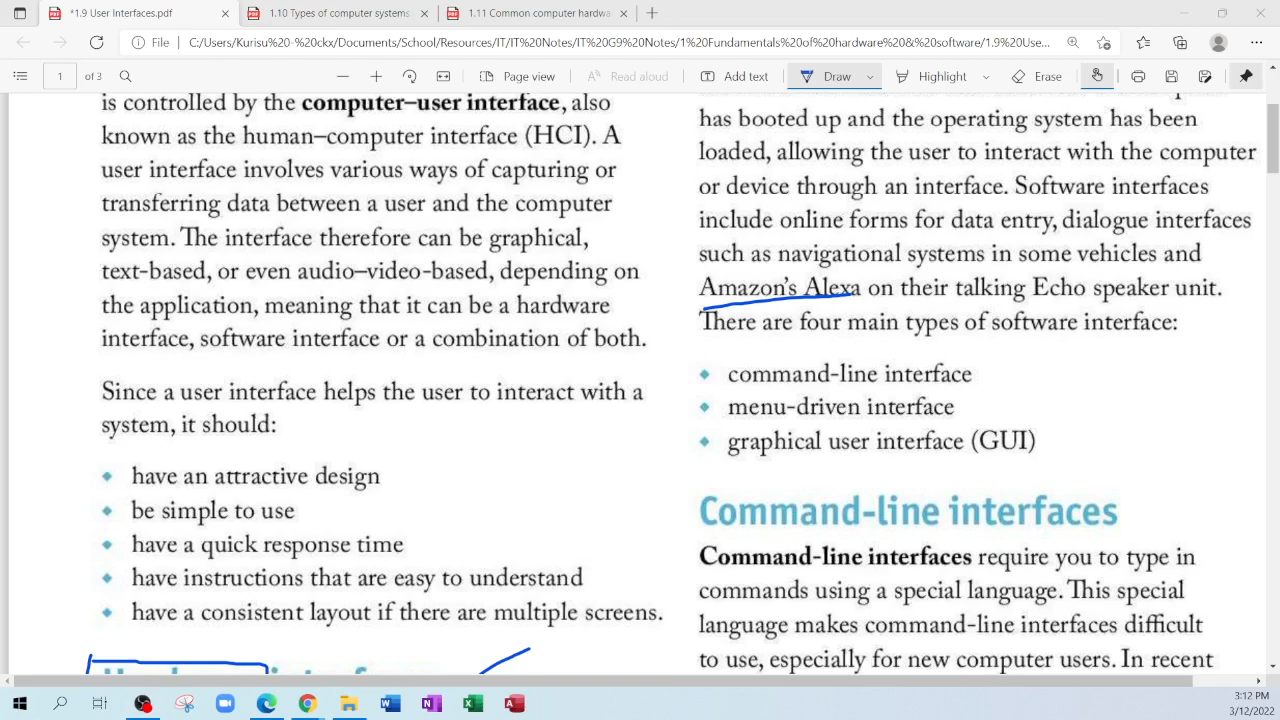 *1.9 User Interfaces.pdf
1.10 Types of computer systems
1.11 Common computer hardwa
File C:/Users/Kurisu%20-%20ckx/Documents/School/Resources/IT/IT%20Notes/IT%20G9%20Notes/1%20Fundamentals%20of%20hardware%20&%20software/1.9%20Use...
1 of 3 Page view Read aloud Add text Draw Highlight Erase
is controlled by the computer–user interface, also
known as the human–computer interface (HCI). A
user interface involves various ways of capturing or
transferring data between a user and the computer
system. The interface therefore can be graphical,
text-based, or even audio–video-based, depending on
the application, meaning that it can be a hardware
interface, software interface or a combination of both.
Since a user interface helps the user to interact with a
system, it should:
have an attractive design
be simple to use
have a quick response time
have instructions that are easy to understand
have a consistent layout if there are multiple screens.
has booted up and the operating system has been
loaded, allowing the user to interact with the computer
or device through an interface. Software interfaces
include online forms for data entry, dialogue interfaces
such as navigational systems in some vehicles and
Amazon's Alexa on their talking Echo speaker unit.
There are four main types of software interface:
command-line interface
menu-driven interface
graphical user interface (GUI)
Command-line interfaces
Command-line interfaces require you to type in
commands using a special language. This special
language makes command-line interfaces difficult
to use, especially for new computer users. In recent
3:12 PM
3/12/2022